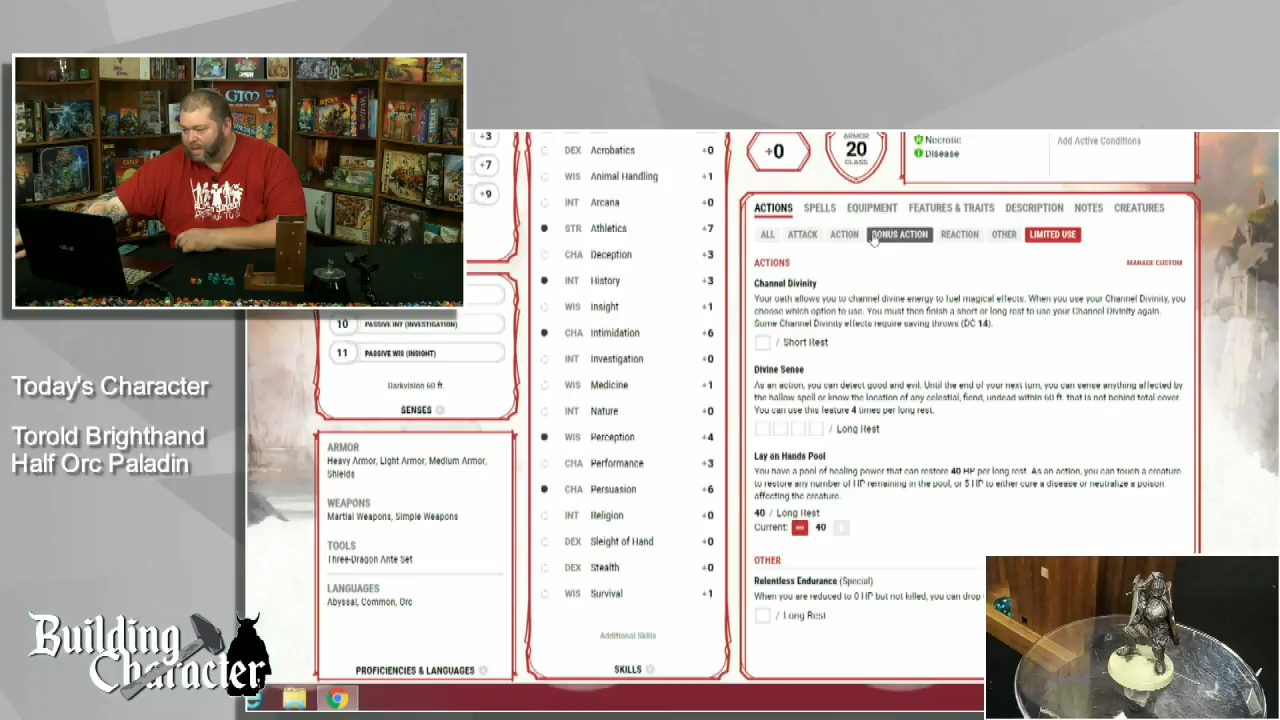 GTM
CATAN
+3
+7
+9
10 PASSIVE INT (INVESTIGATION)
11 PASSIVE WIS (INSIGHT)
Darkvision 60 ft.
SENSES
ARMOR
Heavy Armor, Light Armor, Medium Armor,
Shields
WEAPONS
Martial Weapons, Simple Weapons
TOOLS
Three-Dragon Ante Set
LANGUAGES
Abyssal, Common, Orc
PROFICIENCIES & LANGUAGES
DEX Acrobatics +0
WIS Animal Handling +1
INT Arcana +0
STR Athletics +7
CHA Deception +3
INT History +3
WIS Insight +1
CHA Intimidation +6
INT Investigation +0
WIS Medicine +1
INT Nature +0
WIS Perception +4
CHA Performance +3
CHA Persuasion +6
INT Religion +0
DEX Sleight of Hand +0
DEX Stealth +0
WIS Survival +1
Additional Skills
SKILLS
+0
ARMOR
20
CLASS
Necrotic
Disease
Add Active Conditions
ACTIONS SPELLS EQUIPMENT FEATURES & TRAITS DESCRIPTION NOTES CREATURES
ALL ATTACK ACTION BONUS ACTION REACTION OTHER LIMITED USE
ACTIONS MANAGE CUSTOM
Channel Divinity
Your oath allows you to channel divine energy to fuel magical effects. When you use your Channel Divinity, you
choose which option to use. You must then finish a short or long rest to use your Channel Divinity again.
Some Channel Divinity effects require saving throws (DC 14).
/ Short Rest
Divine Sense
As an action, you can detect good and evil. Until the end of your next turn, you can sense anything affected by
the hallow spell or know the location of any celestial, fiend, undead within 60 ft. that is not behind total cover.
You can use this feature 4 times per long rest.
/ Long Rest
Lay on Hands Pool
You have a pool of healing power that can restore 40 HP per long rest. As an action, you can touch a creature
to restore any number of HP remaining in the pool, or 5 HP to either cure a disease or neutralize a poison
affecting the creature.
40 / Long Rest
Current: 40
OTHER
Relentless Endurance (Special)
When you are reduced to 0 HP but not killed, you can drop
/ Long Rest
Today's Character
Torold Brighthand
Half Orc Paladin
Building
Character